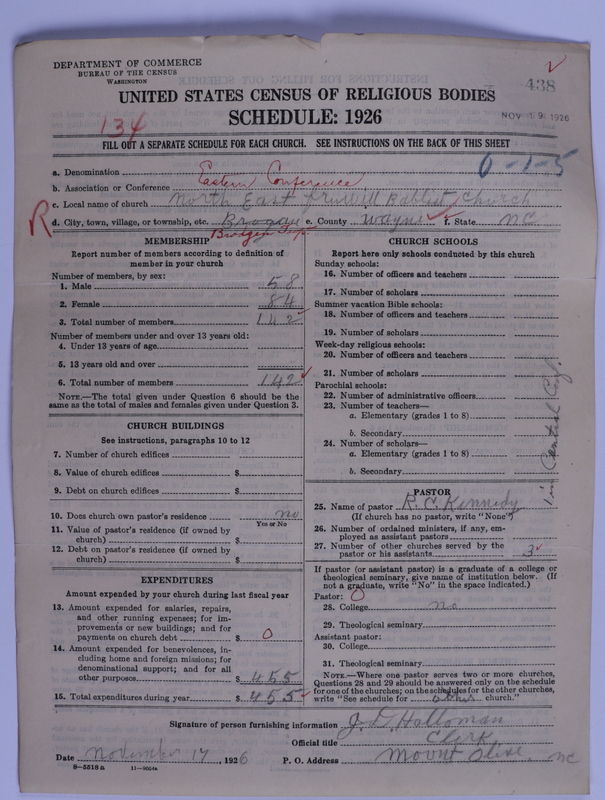 DEPARTMENT OF COMMERCE
BUREAU OF THE CENSUS
WASHINGTON
438
UNITED STATES CENSUS OF RELIGIOUS BODIES
SCHEDULE: 1926
NOV 19 1926
134
FILL OUT A SEPARATE SCHEDULE FOR EACH CHURCH. SEE INSTRUCTIONS ON THE BACK OF THIS SHEET
0-1-5
a. Denomination
b. Association or Conference Eastern Conference
c. Local name of church North East Church
R
d. City, town, village, or township, etc. Brogden e. County Wayne f. State NC
Brogden Twp.
MEMBERSHIP
Report number of members according to definition of member in your church
Number of members, by sex:
1. Male 58
2. Female 84
3. Total number of members 142
Number of members under and over 13 years old:
4. Under 13 years of age
5. 13 years old and over
6. Total number of members 142
NOTE.—The total given under Question 6 should be
same as the total of males and females given under Question 3.
CHURCH BUILDINGS
See instructions, paragraphs 10 to 12
7. Number of church edifices
8. Value of church edifices $
9. Debt on church edifices $
10. Does church own pastor's residence no
Yes or No
11. Value of pastor's residence (if owned by
church) $
12. Debt on pastor's residence (if owned by
church) $
EXPENDITURES
Amount expended by your church during last fiscal year
13. Amount expended for salaries, repairs,
and other running expenses; for im-
provements or new buildings; and for
payments on church debt $ 0
14. Amount expended for benevolences, in-
cluding home and foreign missions; for
denominational support; and for all
other purposes $ 455
15. Total expenditures during year $ 455
CHURCH SCHOOLS
Report here only schools conducted by this church
Sunday schools:
16. Number of officers and teachers
17. Number of scholars
Summer vacation Bible schools:
18. Number of officers and teachers
19. Number of scholars
Week-day religious schools:
20. Number of officers and teachers
21. Number of scholars
Parochial schools:
22. Number of administrative officers
23. Number of teachers—
a. Elementary (grades 1 to 8)
b. Secondary
24. Number of scholars—
a. Elementary (grades 1 to 8)
b. Secondary
1 in Central Cf.
PASTOR
25. Name of pastor R. C. Kennedy
(If church has no pastor, write "None")
26. Number of ordained ministers, if any, em-
ployed as assistant pastors
27. Number of other churches served by the
pastor or his assistants 3
If pastor (or assistant pastor) is a graduate of a college or
theological seminary, give name of institution below. (If
not a graduate, write "No" in the space indicated.)
Pastor: 0
28. College no
29. Theological seminary
Assistant pastor:
30. College
31. Theological seminary
NOTE.—Where one pastor serves two or more churches,
Questions 28 and 29 should be answered only on the schedule
for one of the churches; on the schedules for the other churches,
write "See schedule for other church."
Signature of person furnishing information J. D. Holloman
Official title Clerk
Date November 17, 1926 P. O. Address Mount Olive, NC
8—5518 a 11—9064a